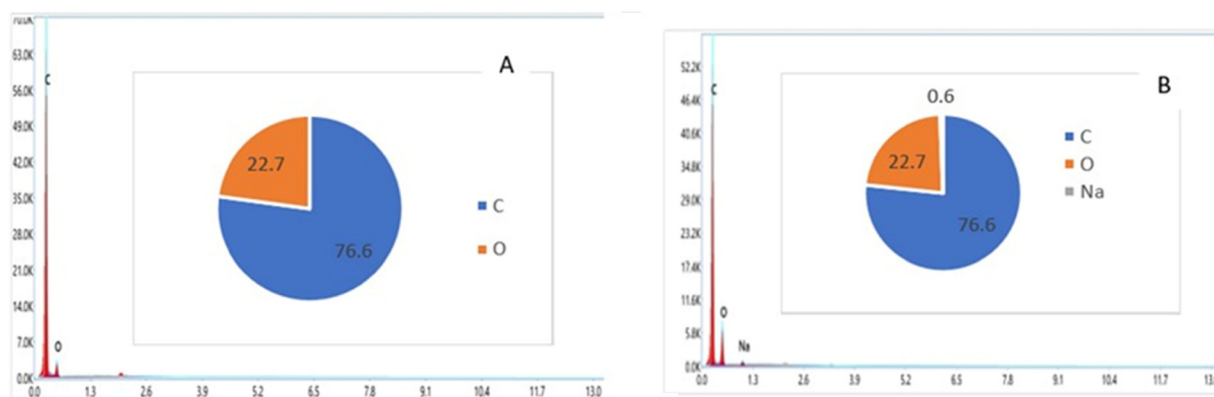 A
70.0K
63.0K
56.0K
49.0K
42.0K
35.0K
28.0K
21.0K
14.0K
7.0K
0.0K
C
O
22.7
76.6
C
O
0.0 1.3 2.6 3.9 5.2 6.5 7.8 9.1 10.4 11.7 13.0
B
52.2K
46.4K
40.6K
34.8K
29.0K
23.2K
17.4K
11.6K
5.8K
0.0K
C
O
Na
0.6
22.7
76.6
C
O
Na
0.0 1.3 2.6 3.9 5.2 6.5 7.8 9.1 10.4 11.7